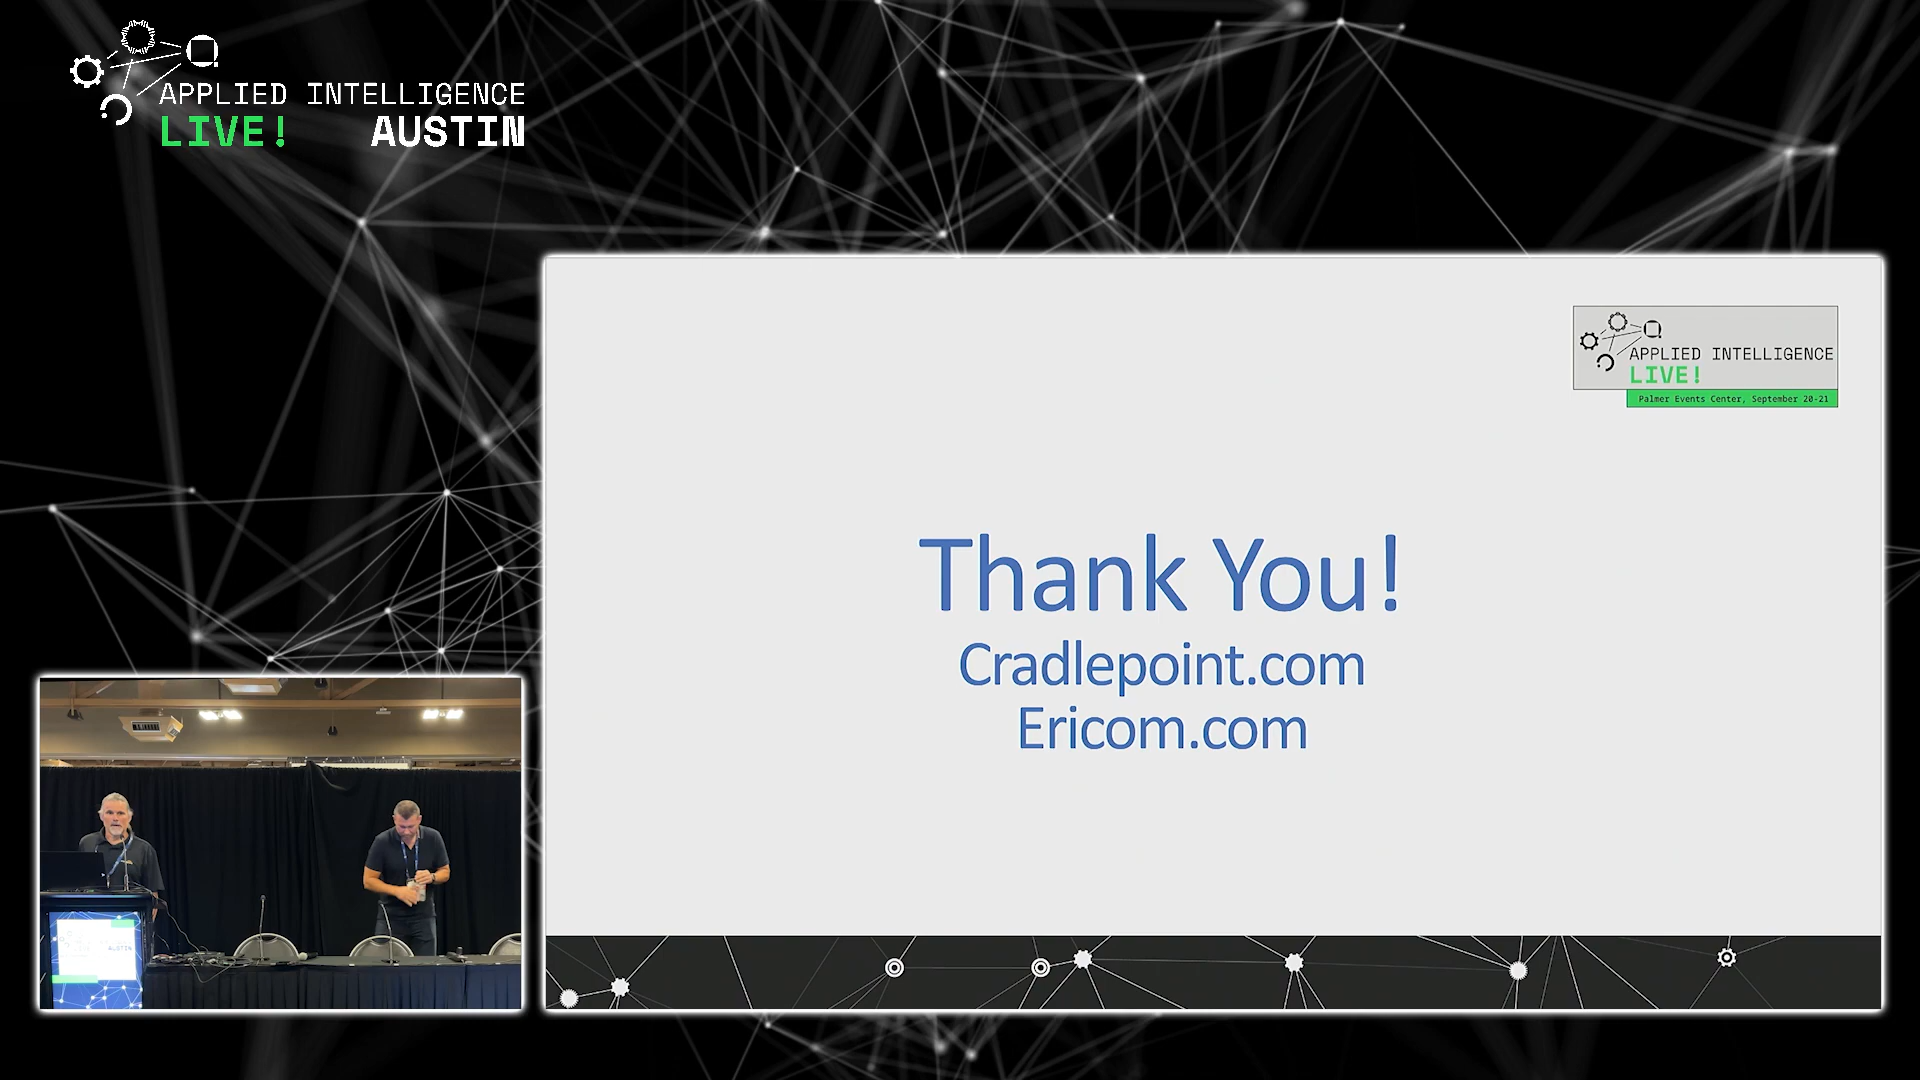 APPLIED INTELLIGENCE
LIVE! AUSTIN
APPLIED INTELLIGENCE
LIVE!
Palmer Events Center, September 20-21
Thank You!
Cradlepoint.com
Ericom.com
AUSTIN